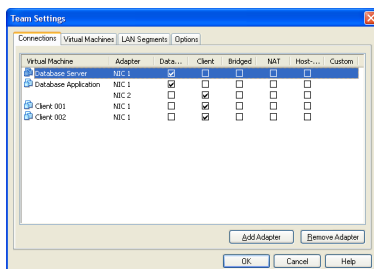 Team Settings
Connections Virtual Machines LAN Segments Options
Virtual Machine Adapter Data... Client Bridged NAT Host-... Custom
Database Server NIC 1
Database Application NIC 1
NIC 2
Client 001 NIC 1
Client 002 NIC 1
Add Adapter Remove Adapter
OK Cancel Help